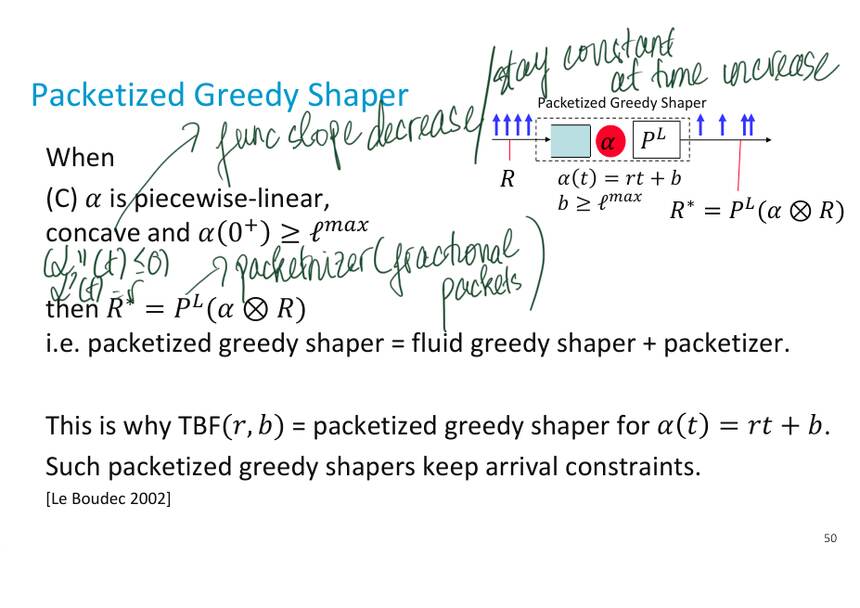 stay constant
at time increase
Packetized Greedy Shaper
Packetized Greedy Shaper
func slope decrease/
When
R
α
P^L
α(t) = rt + b
b ≥ ℓ^max
R* = P^L(α ⊗ R)
(C) α is piecewise-linear,
concave and α(0⁺) ≥ ℓ^max
(α''(t) ≤ 0)
α'(t) = r
packetnizer (fractional
packets)
then R* = P^L(α ⊗ R)
i.e. packetized greedy shaper = fluid greedy shaper + packetizer.
This is why TBF(r, b) = packetized greedy shaper for α(t) = rt + b.
Such packetized greedy shapers keep arrival constraints.
[Le Boudec 2002]
50